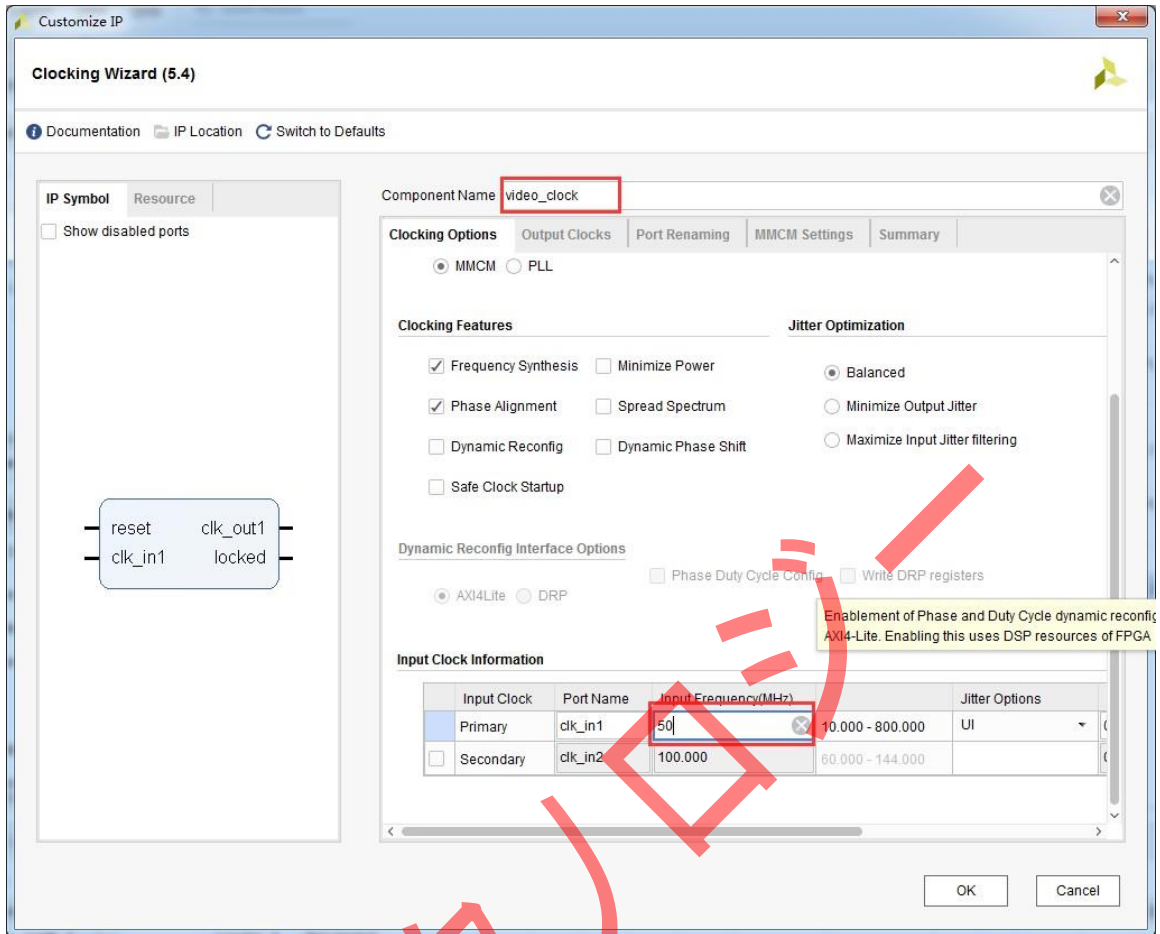 Customize IP
Clocking Wizard (5.4)
Documentation IP Location Switch to Defaults
IP Symbol Resource
Show disabled ports
reset clk_out1
clk_in1 locked
Component Name video_clock
Clocking Options Output Clocks Port Renaming MMCM Settings Summary
MMCM PLL
Clocking Features Jitter Optimization
Frequency Synthesis Minimize Power
Balanced
Phase Alignment Spread Spectrum
Minimize Output Jitter
Dynamic Reconfig Dynamic Phase Shift
Maximize Input Jitter filtering
Safe Clock Startup
Dynamic Reconfig Interface Options
Phase Duty Cycle Config Write DRP registers
AXI4Lite DRP
Enablement of Phase and Duty Cycle dynamic reconfig
AXI4-Lite. Enabling this uses DSP resources of FPGA
Input Clock Information
Input Clock Port Name Input Frequency(MHz) Jitter Options
Primary clk_in1 50 10.000 - 800.000 UI
Secondary clk_in2 100.000 60.000 - 144.000
OK Cancel
ロジー